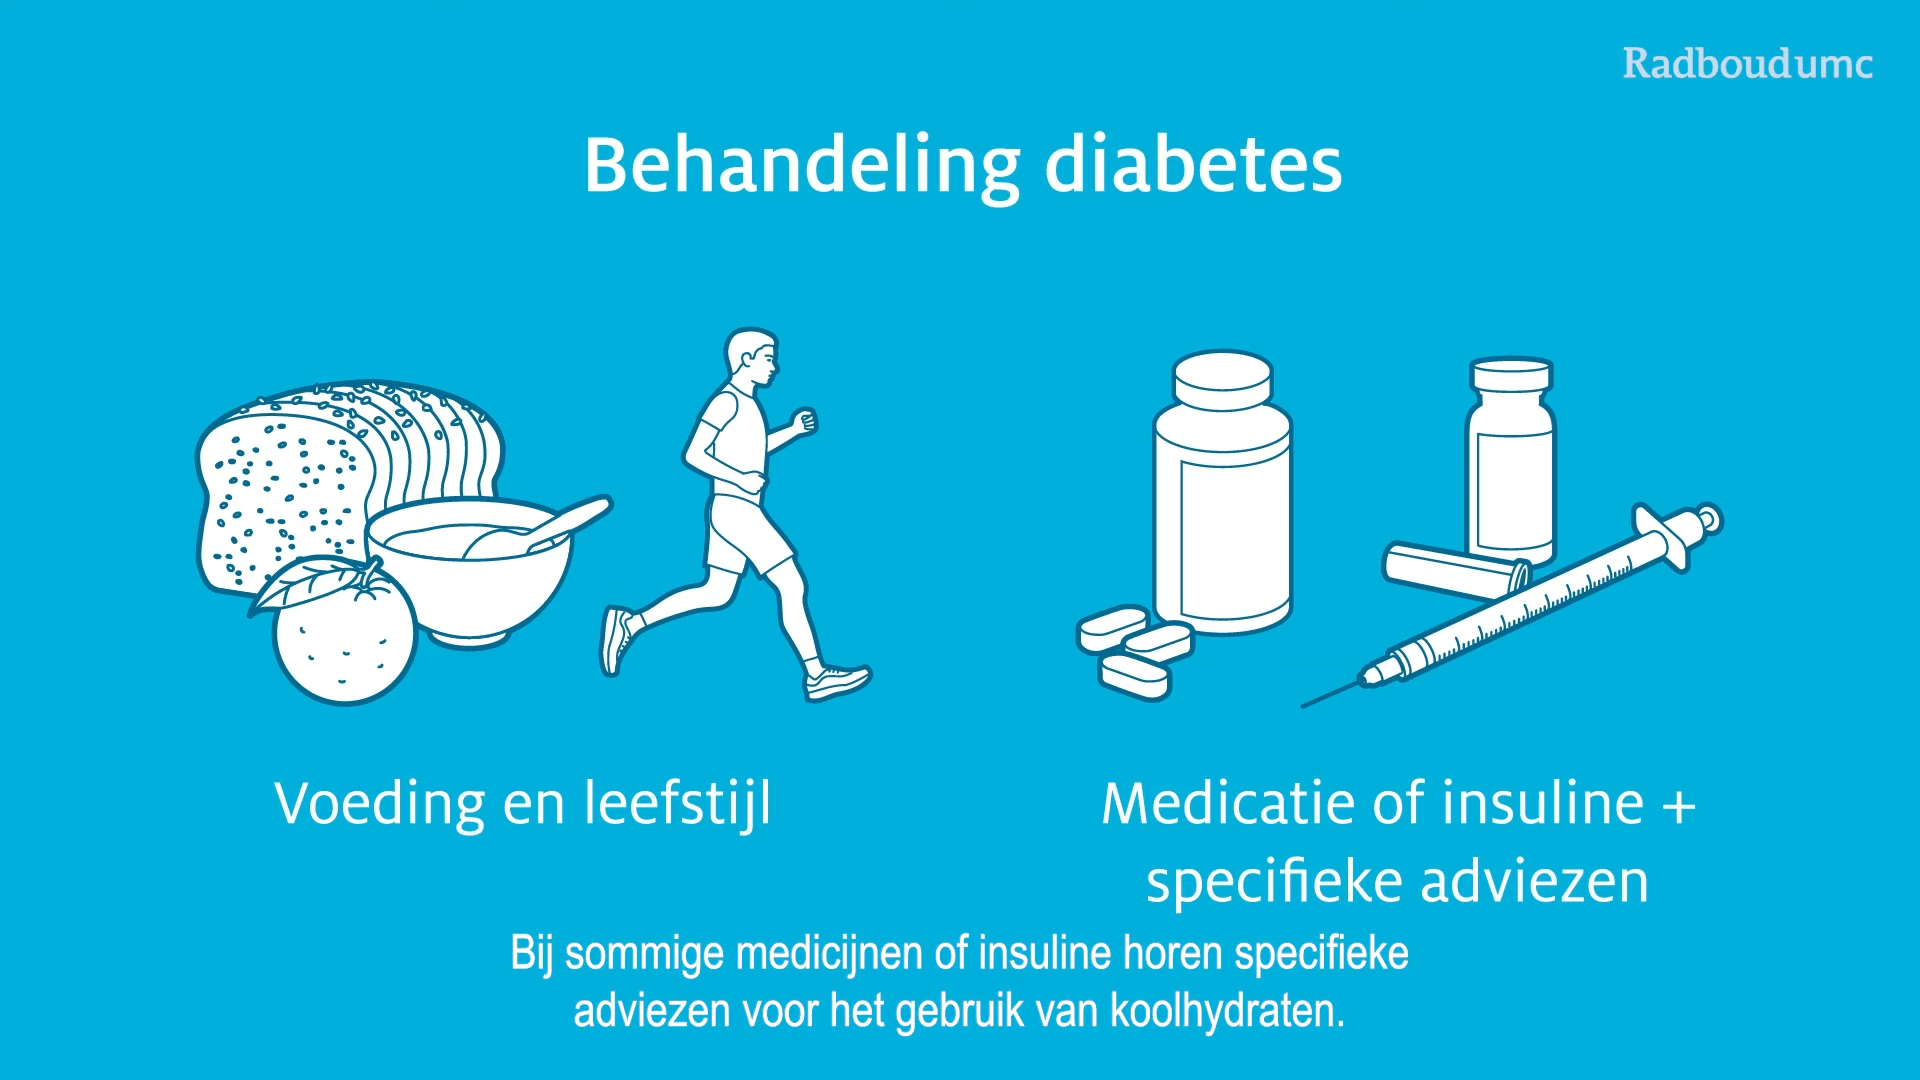 Radboudumc
Behandeling diabetes
Voeding en leefstijl
Medicatie of insuline +
specifieke adviezen
Bij sommige medicijnen of insuline horen specifieke
adviezen voor het gebruik van koolhydraten.